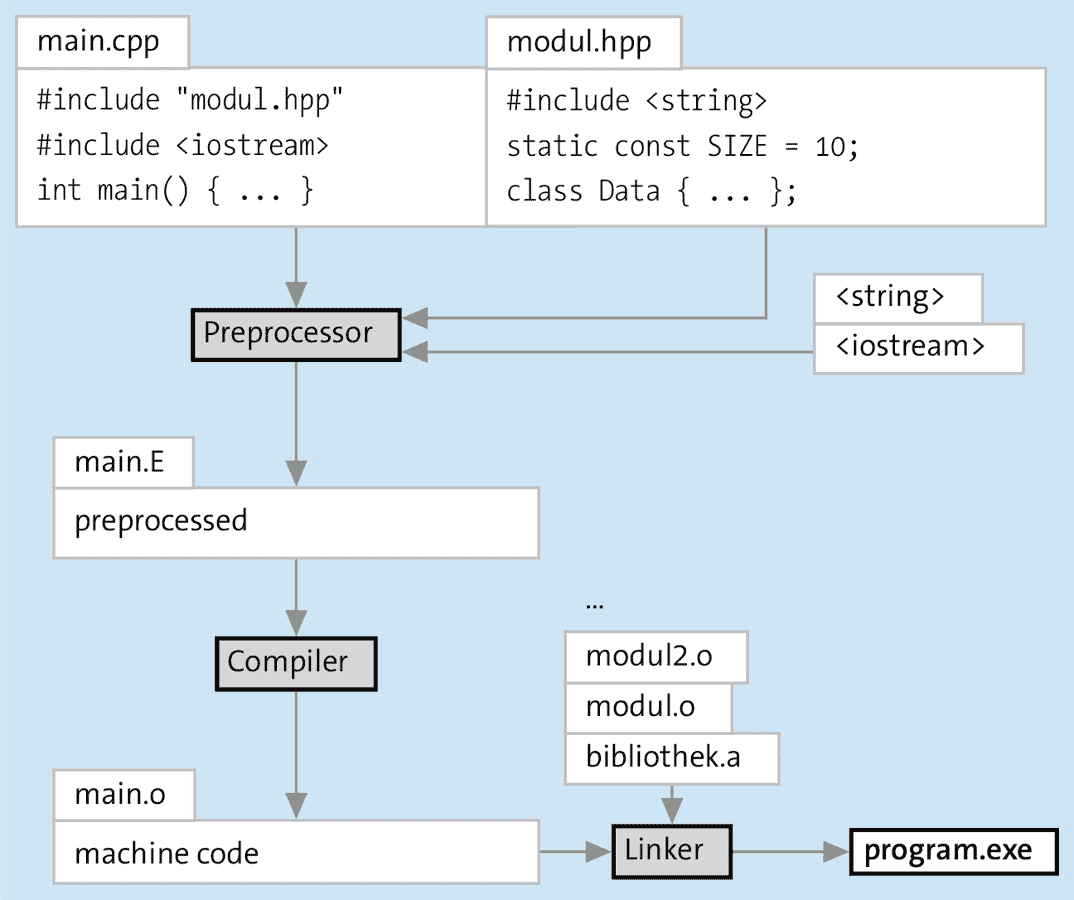 main.cpp
#include "modul.hpp"
#include <iostream>
int main() { ... }
modul.hpp
#include <string>
static const SIZE = 10;
class Data { ... };
<string>
<iostream>
Preprocessor
main.E
preprocessed
Compiler
...
modul2.o
modul.o
bibliothek.a
main.o
machine code
Linker
program.exe